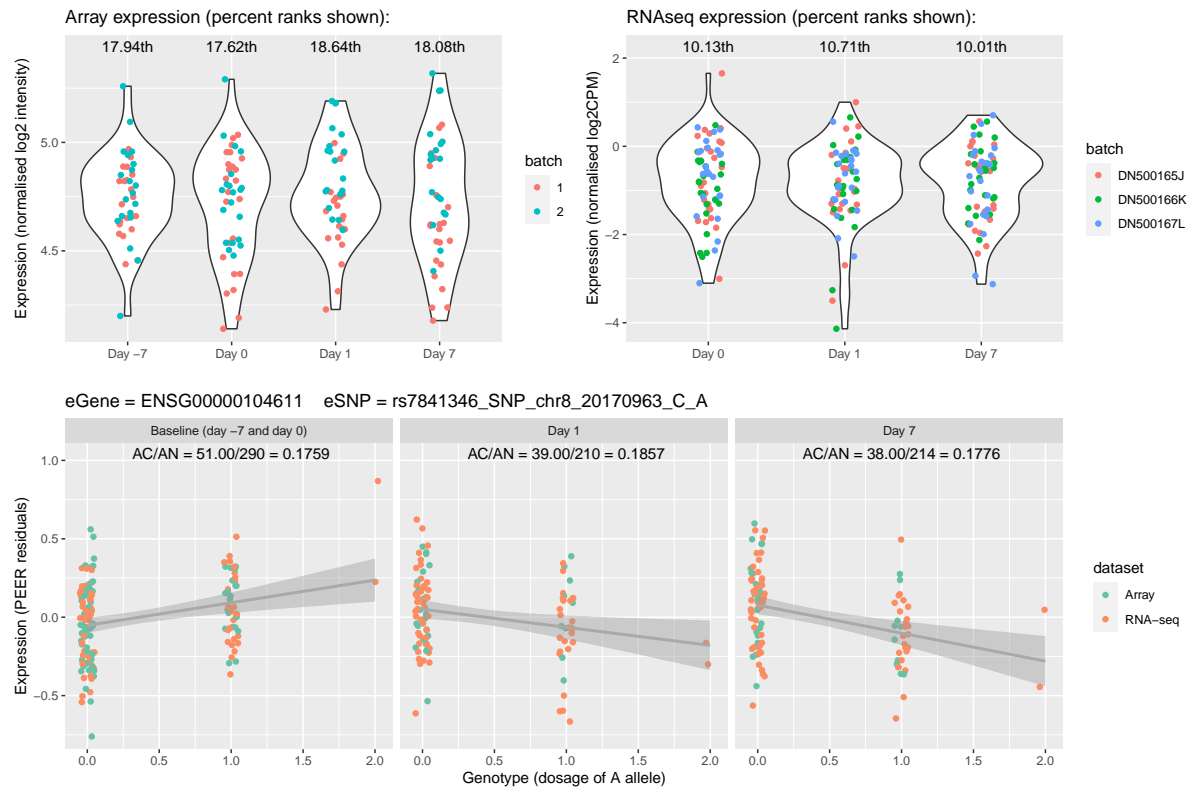 Array expression (percent ranks shown):
17.94th 17.62th 18.64th 18.08th
Expression (normalised log2 intensity)
5.0
4.5
Day −7 Day 0 Day 1 Day 7
batch
1
2
RNAseq expression (percent ranks shown):
10.13th 10.71th 10.01th
Expression (normalised log2CPM)
2
0
−2
−4
Day 0 Day 1 Day 7
batch
DN500165J
DN500166K
DN500167L
eGene = ENSG00000104611 eSNP = rs7841346_SNP_chr8_20170963_C_A
Baseline (day −7 and day 0) Day 1 Day 7
AC/AN = 51.00/290 = 0.1759 AC/AN = 39.00/210 = 0.1857 AC/AN = 38.00/214 = 0.1776
Expression (PEER residuals)
1.0
0.5
0.0
−0.5
0.0 0.5 1.0 1.5 2.0 0.0 0.5 1.0 1.5 2.0 0.0 0.5 1.0 1.5 2.0
Genotype (dosage of A allele)
dataset
Array
RNA−seq